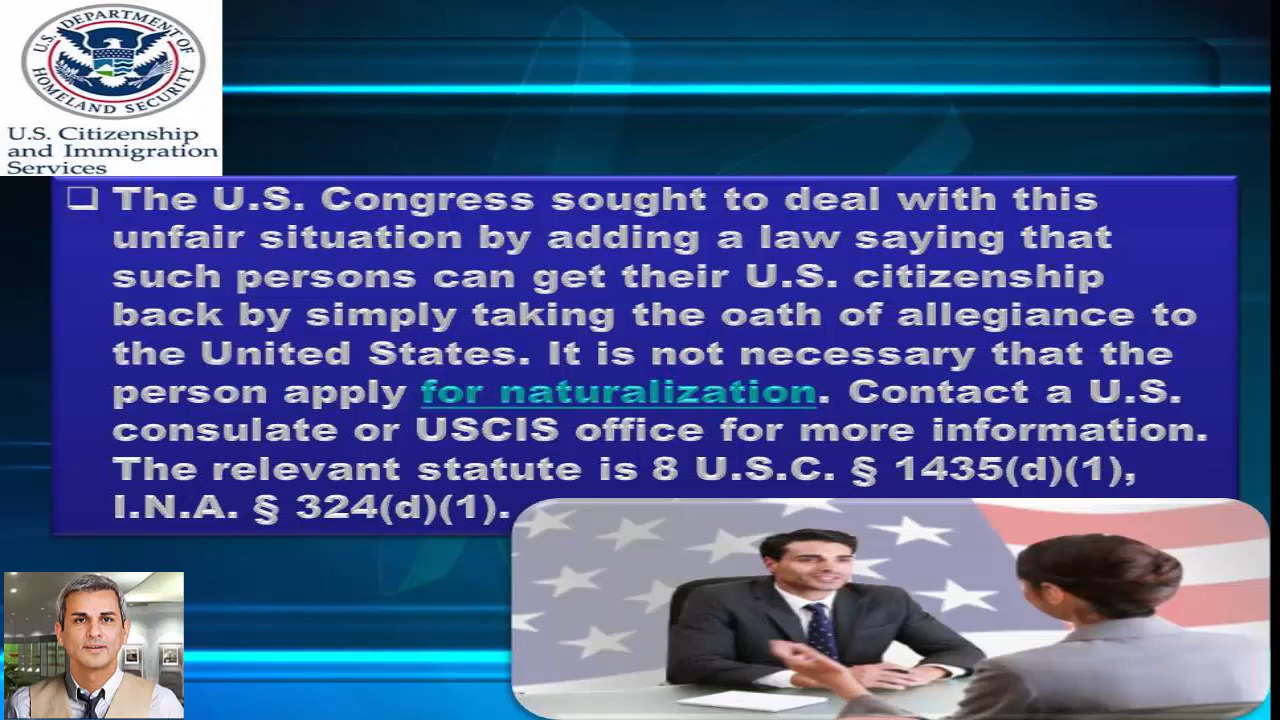 U.S. DEPARTMENT OF
HOMELAND SECURITY
U.S. Citizenship
and Immigration
Services
❑ The U.S. Congress sought to deal with this
unfair situation by adding a law saying that
such persons can get their U.S. citizenship
back by simply taking the oath of allegiance to
the United States. It is not necessary that the
person apply for naturalization. Contact a U.S.
consulate or USCIS office for more information.
The relevant statute is 8 U.S.C. § 1435(d)(1),
I.N.A. § 324(d)(1).